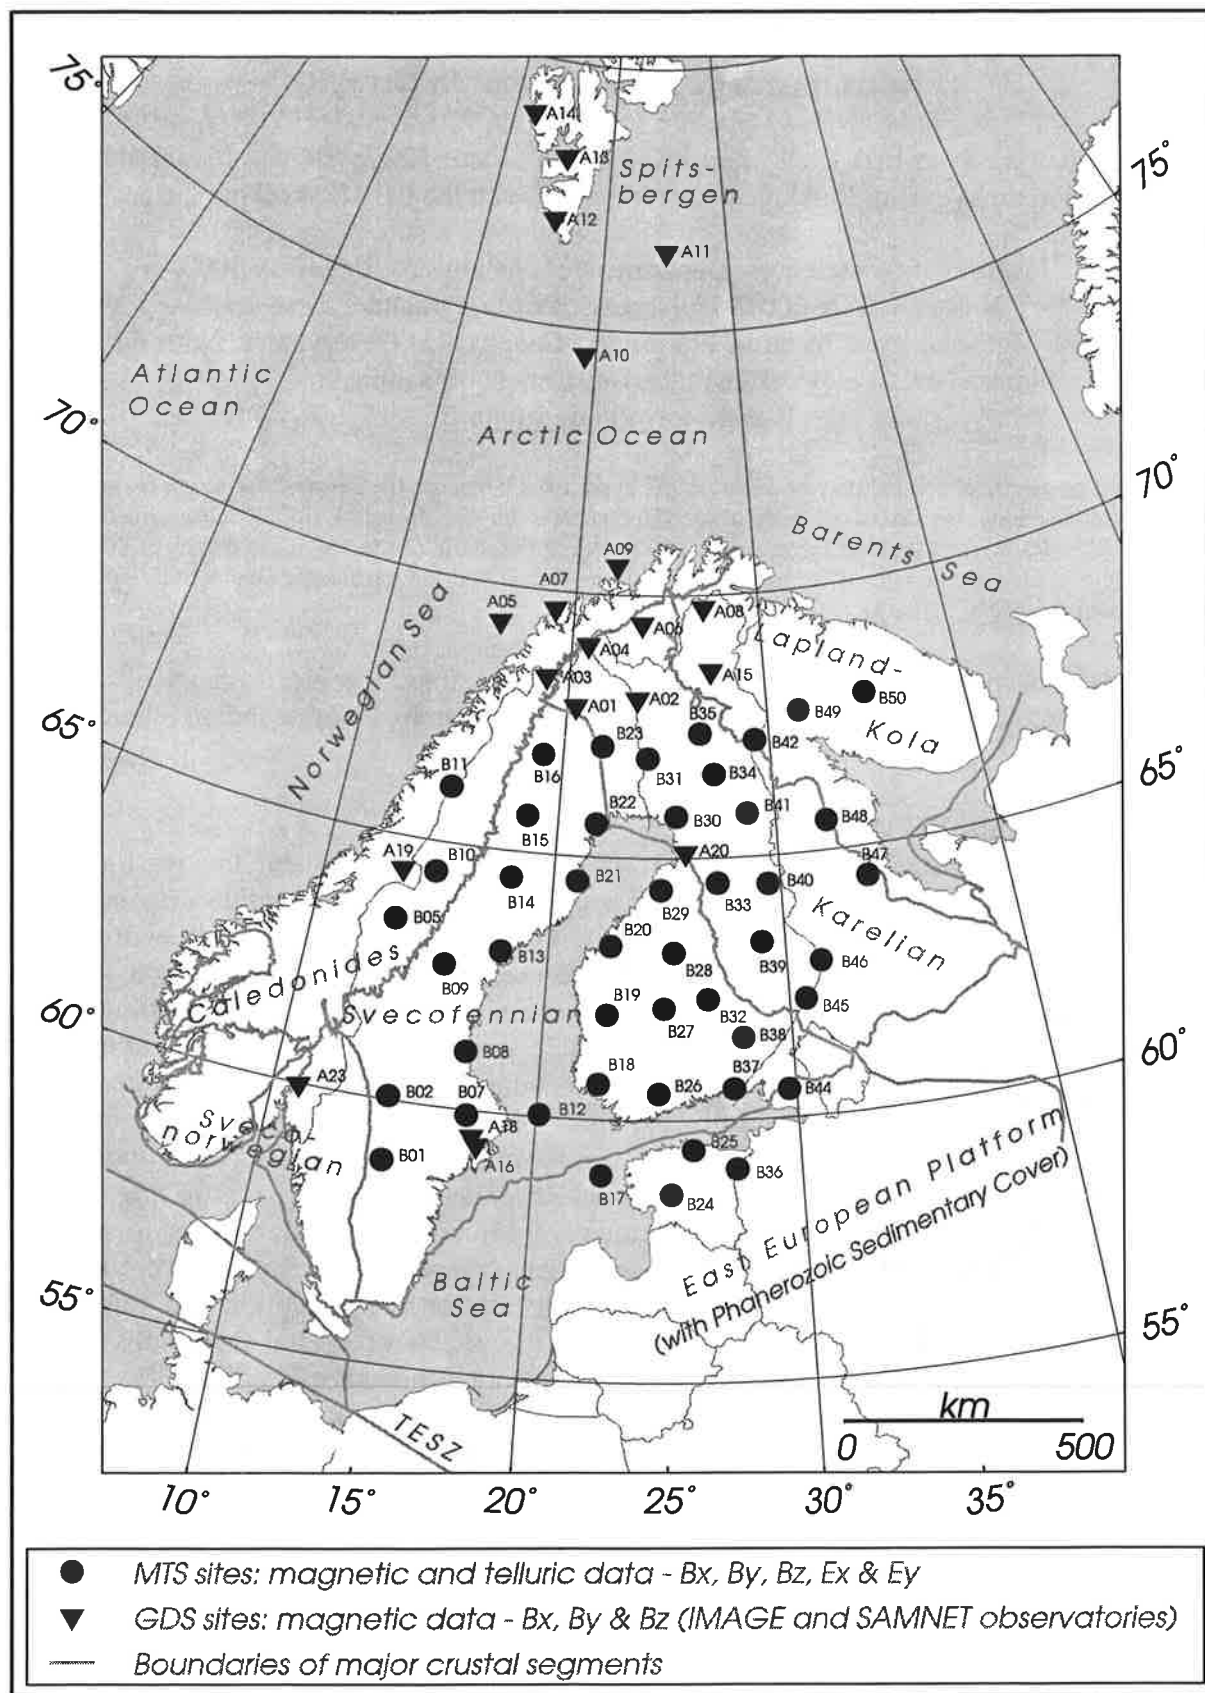 75°
A14
A13
Spits-
bergen
75°
A12
A11
A10
Atlantic
Ocean
70°
Arctic Ocean
70°
Barents Sea
A09
A07
A05
Norwegian Sea
A08
A06
A04
Lapland-
Kola
A03
A15
A02
A01
B50
B49
65°
B35
B23
B42
65°
B11
B16
B31
B34
B22
B41
B15
B30
B48
A19
B10
A20
B47
B21
B14
B33
B40
B29
B05
B20
Karelian
B13
B28
B39
B46
B09
Caledonides
Svecofennian
B19
B27
B32
B45
60°
B38
60°
B08
B18
B37
A23
B02
B07
B26
B44
B12
Sveco-
norwegian
A18
B25
A16
B01
B17
B36
B24
East European Platform
(with Phanerozoic Sedimentary Cover)
Baltic
Sea
55°
55°
TESZ
km
0 500
10° 15° 20° 25° 30° 35°
MTS sites: magnetic and telluric data - Bx, By, Bz, Ex & Ey
GDS sites: magnetic data - Bx, By & Bz (IMAGE and SAMNET observatories)
Boundaries of major crustal segments